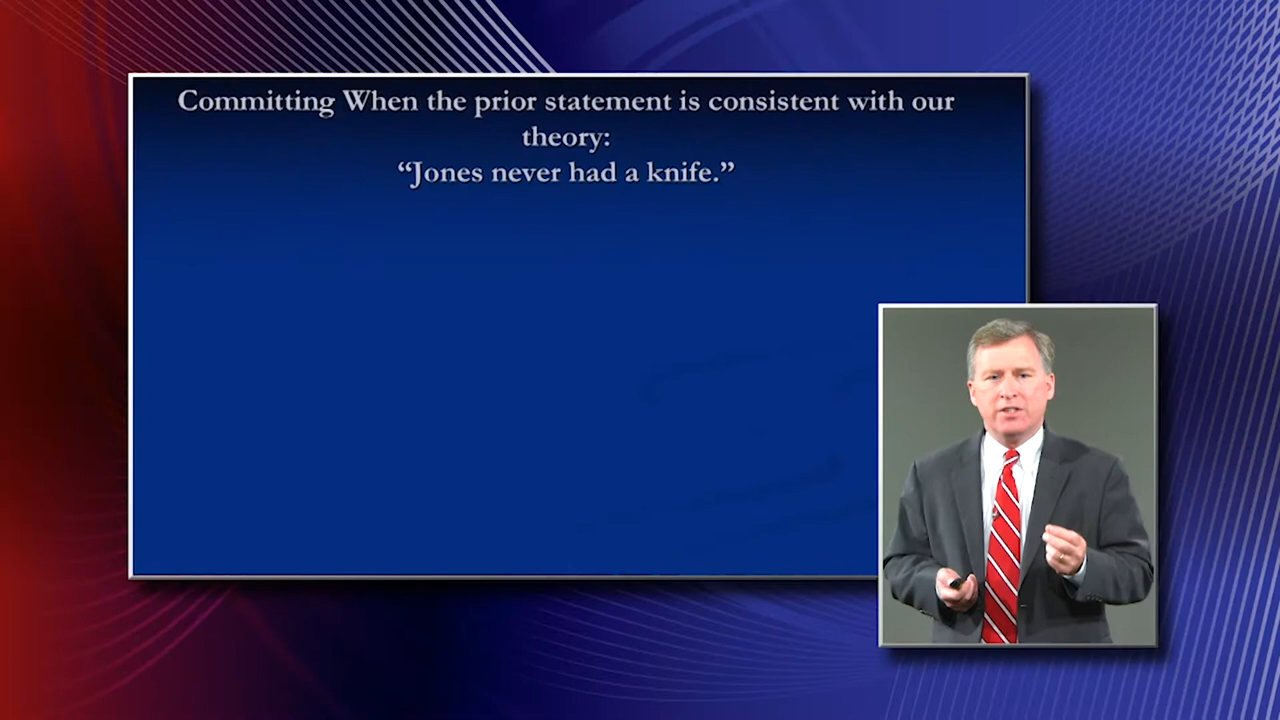 Committing When the prior statement is consistent with our
theory:
“Jones never had a knife.”